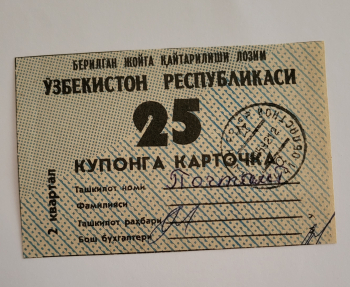 БЕРИЛГАН ЖОЙГА ҚАЙТАРИЛИШИ ЛОЗИМ
ЎЗБЕКИСТОН РЕСПУБЛИКАСИ
25
КУПОНГА КАРТОЧКА
2 квартал
Ташкилот номи
Фамилияси
Ташкилот раҳбари
Бош бухгалтери